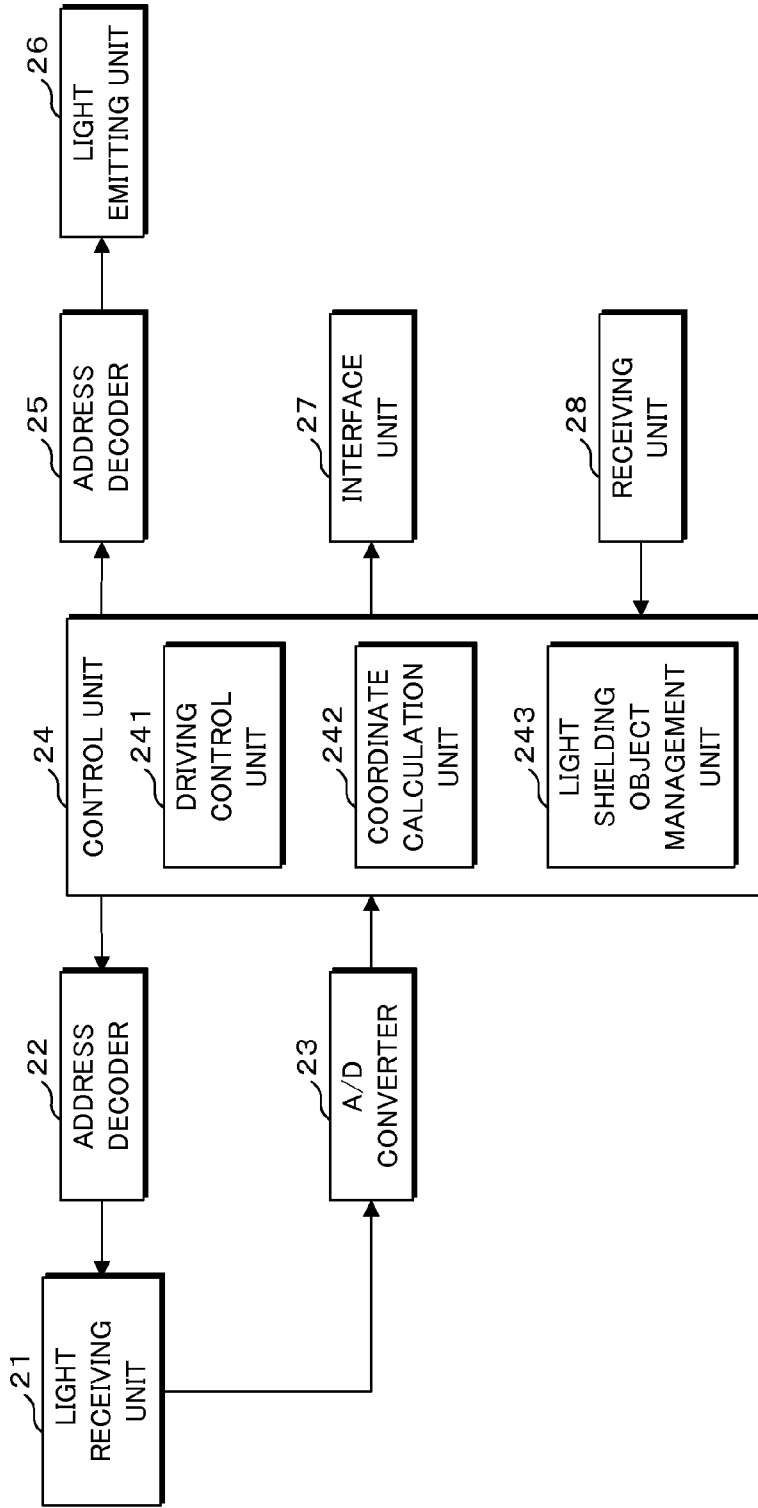 21
LIGHT
RECEIVING
UNIT
22
ADDRESS
DECODER
23
A/D
CONVERTER
24
CONTROL UNIT
241
DRIVING
CONTROL
UNIT
242
COORDINATE
CALCULATION
UNIT
243
LIGHT
SHIELDING
OBJECT
MANAGEMENT
UNIT
25
ADDRESS
DECODER
26
LIGHT
EMITTING UNIT
27
INTERFACE
UNIT
28
RECEIVING
UNIT